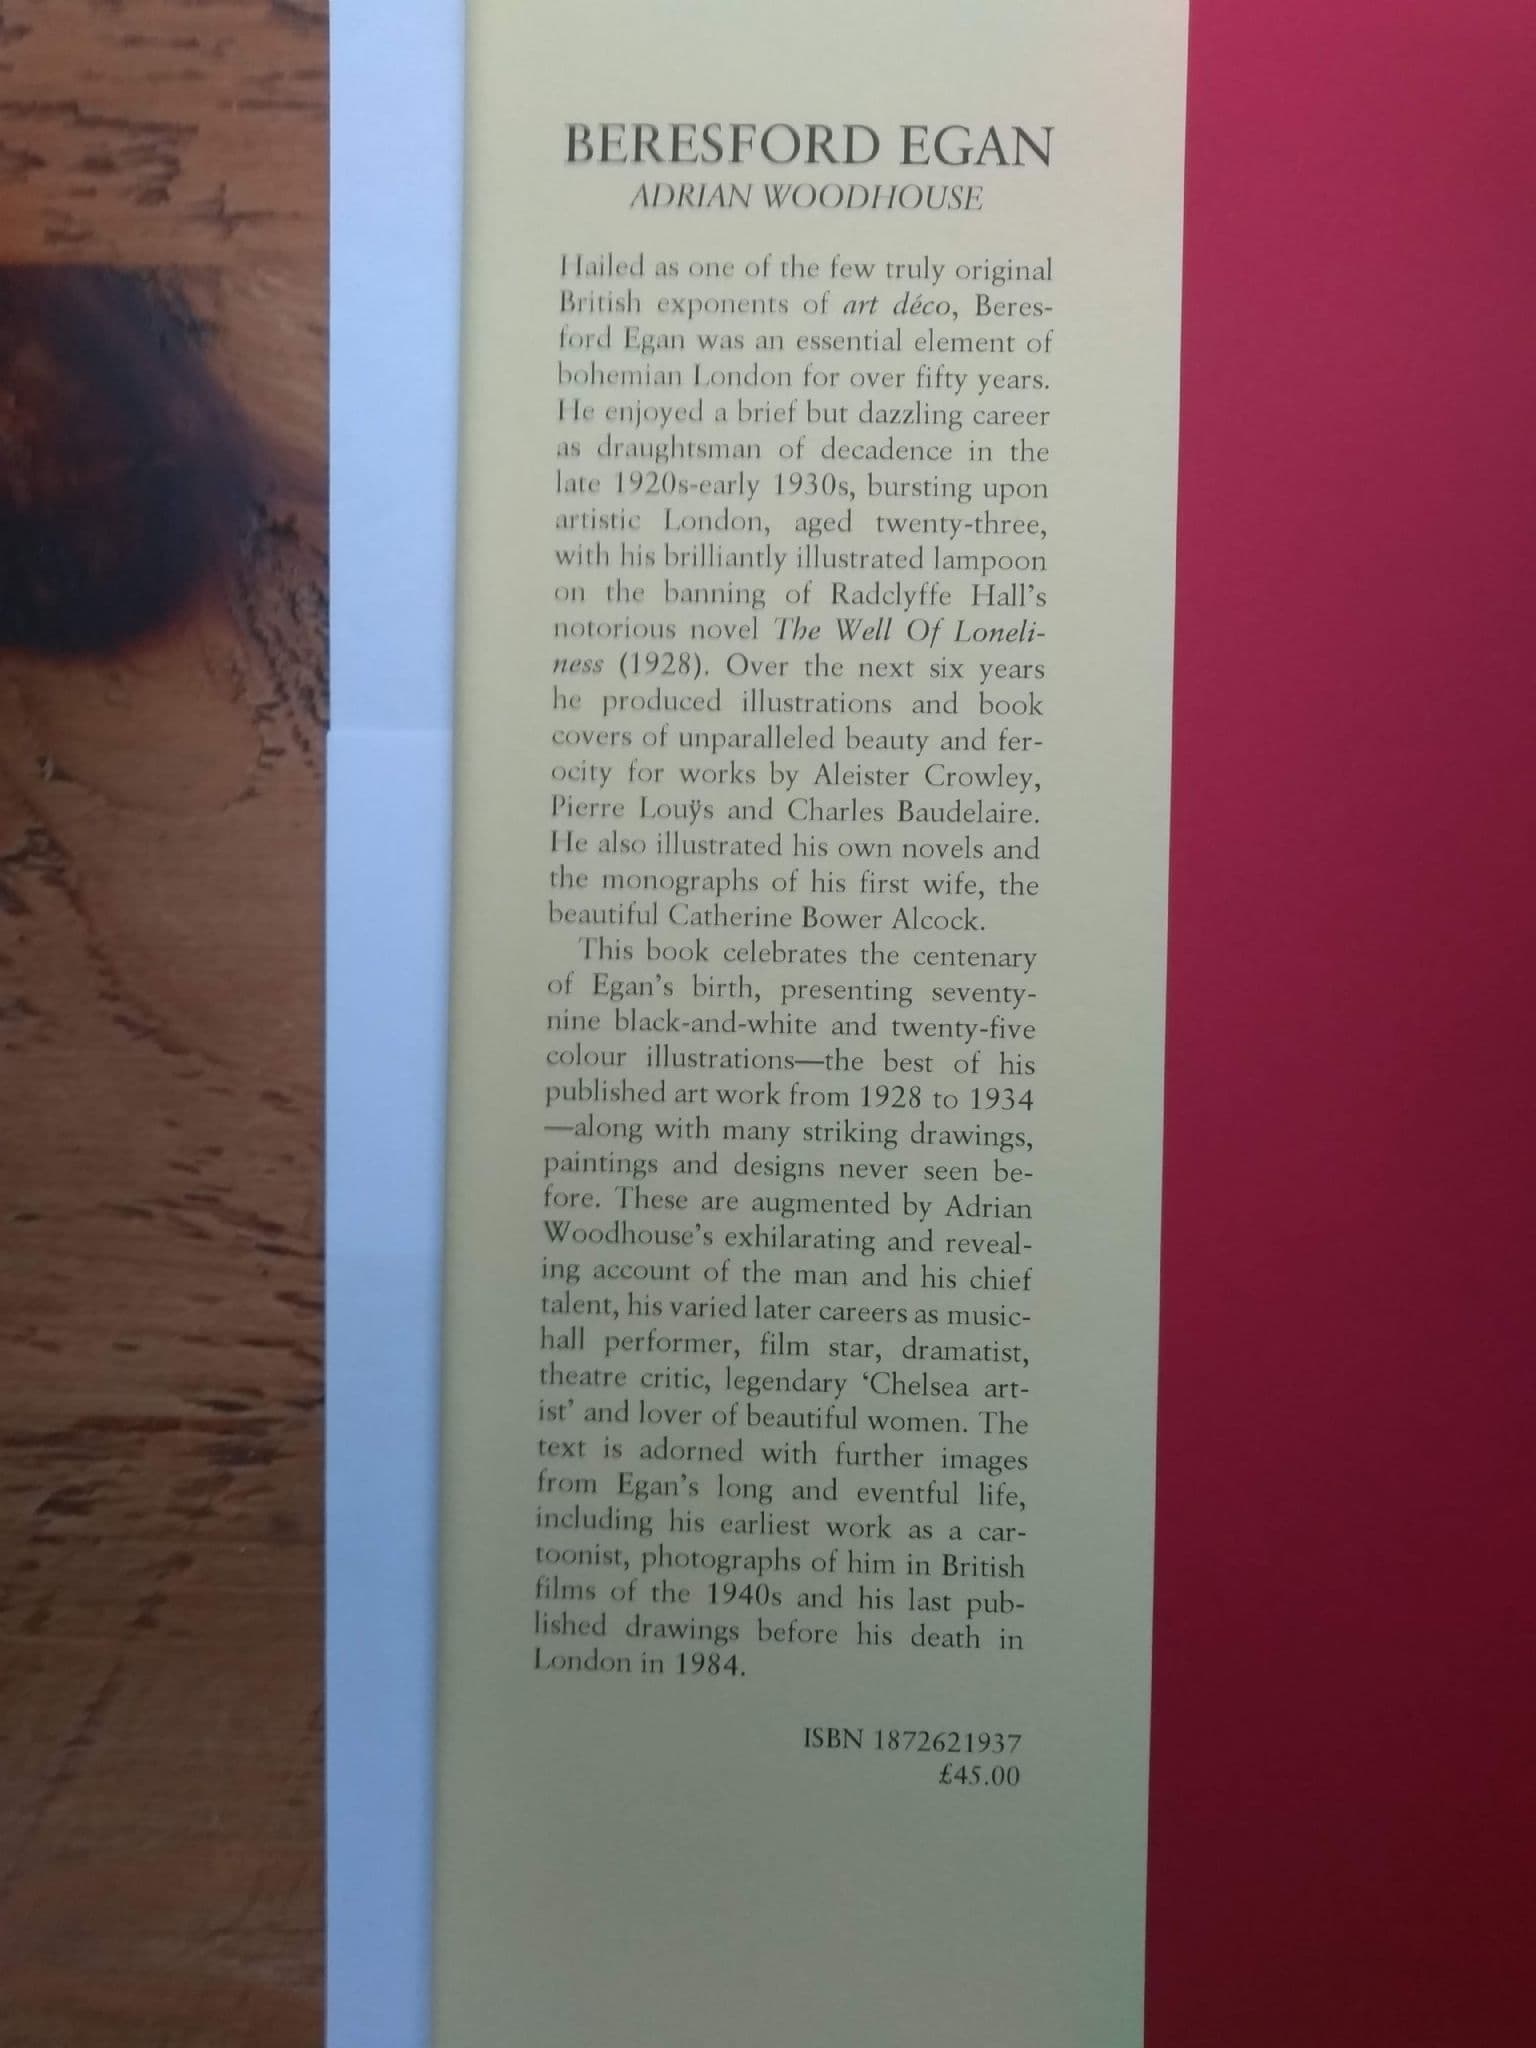 BERESFORD EGAN
ADRIAN WOODHOUSE
Hailed as one of the few truly original
British exponents of art déco, Beres-
ford Egan was an essential element of
bohemian London for over fifty years.
He enjoyed a brief but dazzling career
as draughtsman of decadence in the
late 1920s-early 1930s, bursting upon
artistic London, aged twenty-three,
with his brilliantly illustrated lampoon
on the banning of Radclyffe Hall's
notorious novel The Well Of Loneli-
ness (1928). Over the next six years
he produced illustrations and book
covers of unparalleled beauty and fer-
ocity for works by Aleister Crowley,
Pierre Louÿs and Charles Baudelaire.
He also illustrated his own novels and
the monographs of his first wife, the
beautiful Catherine Bower Alcock.
This book celebrates the centenary
of Egan's birth, presenting seventy-
nine black-and-white and twenty-five
colour illustrations—the best of his
published art work from 1928 to 1934
—along with many striking drawings,
paintings and designs never seen be-
fore. These are augmented by Adrian
Woodhouse's exhilarating and reveal-
ing account of the man and his chief
talent, his varied later careers as music-
hall performer, film star, dramatist,
theatre critic, legendary ‘Chelsea art-
ist’ and lover of beautiful women. The
text is adorned with further images
from Egan's long and eventful life,
including his earliest work as a car-
toonist, photographs of him in British
films of the 1940s and his last pub-
lished drawings before his death in
London in 1984.
ISBN 1872621937
£45.00